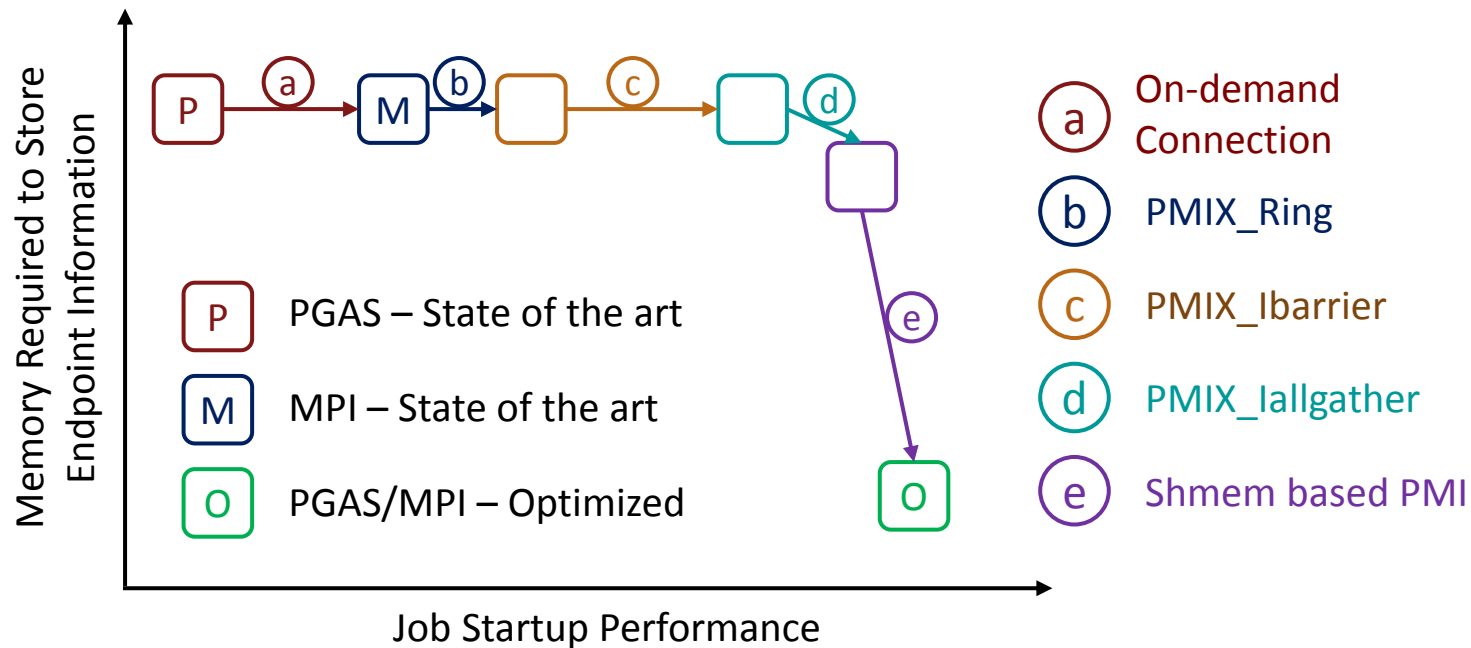 Memory Required to Store
Endpoint Information
P
a
M
b
c
d
e
O
P PGAS – State of the art
M MPI – State of the art
O PGAS/MPI – Optimized
Job Startup Performance
a On-demand
Connection
b PMIX_Ring
c PMIX_Ibarrier
d PMIX_Iallgather
e Shmem based PMI